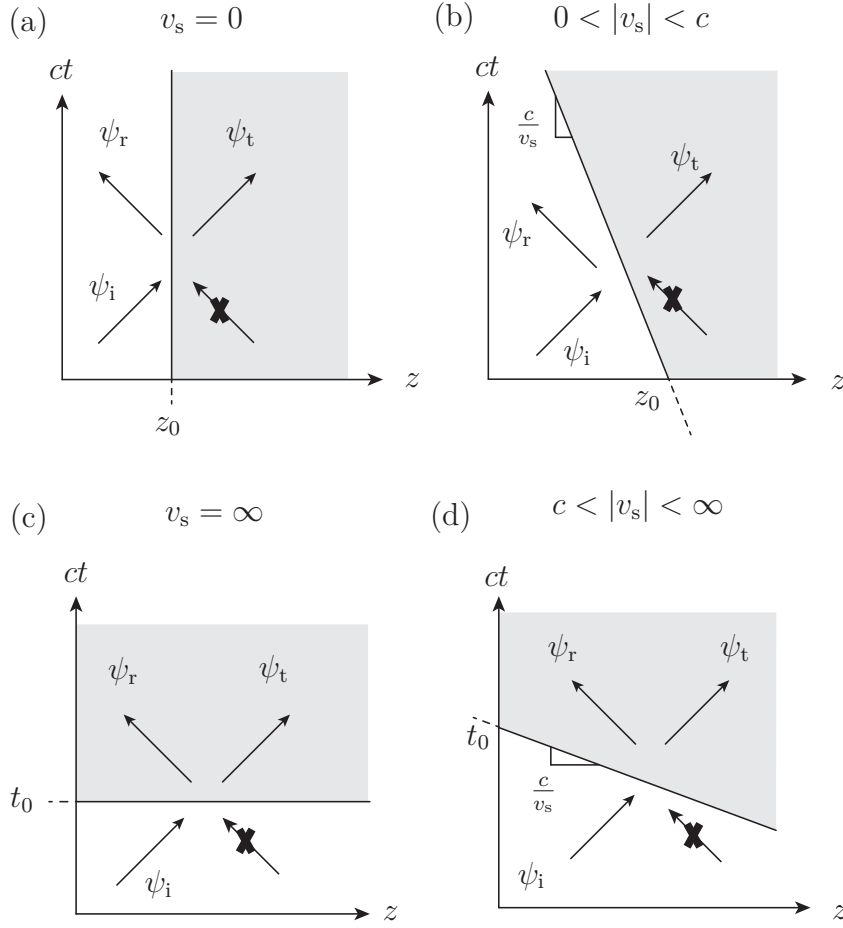 (a) v_s = 0
ct
ψ_r ψ_t
ψ_i
z
z_0
(b) 0 < |v_s| < c
ct
c/v_s
ψ_t
ψ_r
ψ_i
z_0
z
(c) v_s = ∞
ct
ψ_r ψ_t
t_0
ψ_i
z
(d) c < |v_s| < ∞
ct
ψ_r ψ_t
t_0
c/v_s
ψ_i
z